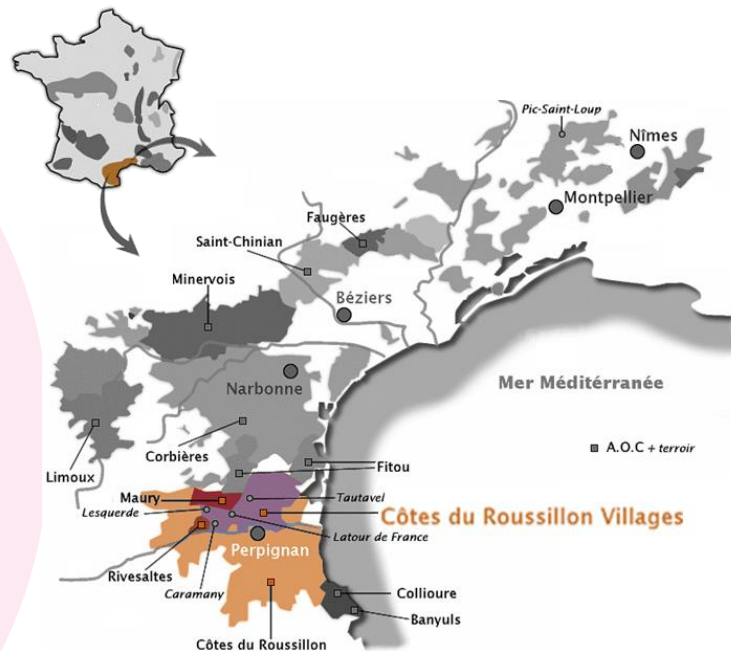 Pic-Saint-Loup
Nîmes
Montpellier
Faugères
Saint-Chinian
Minervois
Béziers
Narbonne
Mer Méditérranée
Corbières
A.O.C + terroir
Limoux
Fitou
Maury
Tautavel
Lesquerde
Côtes du Roussillon Villages
Latour de France
Perpignan
Rivesaltes
Caramany
Collioure
Banyuls
Côtes du Roussillon